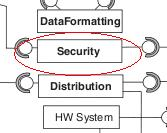 DataFormatting
Security
Distribution
HW System